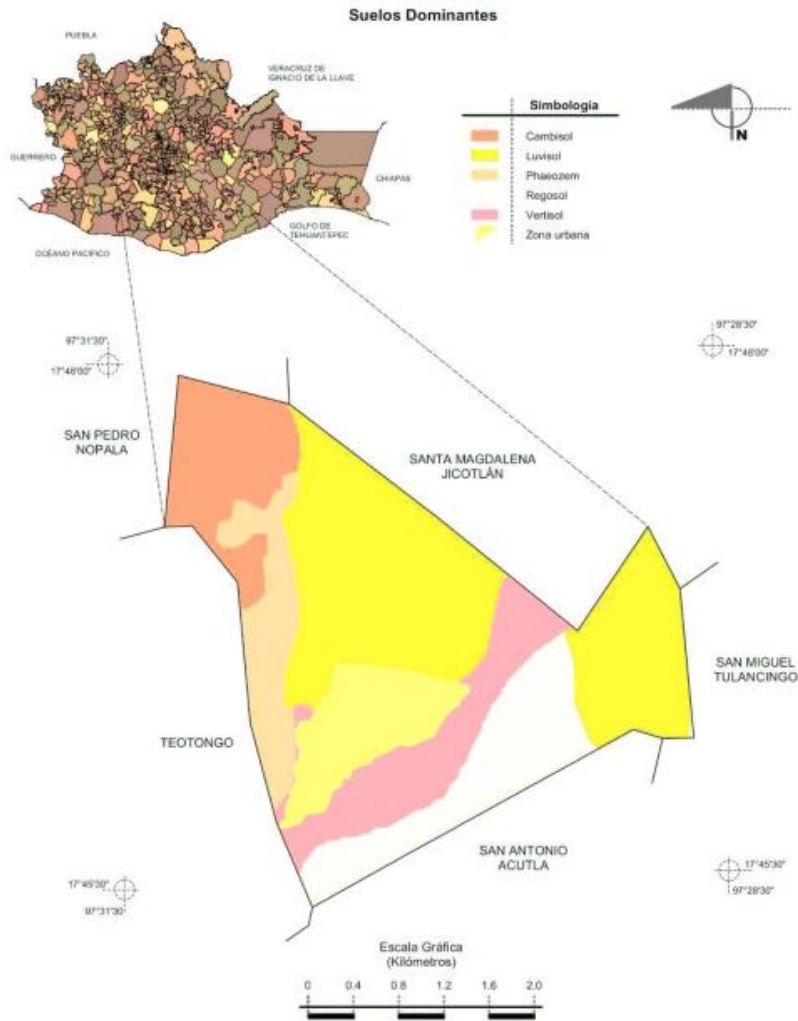 Suelos Dominantes
PUEBLA
VERACRUZ DE
IGNACIO DE LA LLAVE
GUERRERO
CHIAPAS
GOLFO DE
TEHUANTEPEC
OCÉANO PACÍFICO
Simbología
Cambisol
Luvisol
Phaeozem
Regosol
Vertisol
Zona urbana
N
97°31'30"
17°48'00"
97°28'30"
17°48'00"
SAN PEDRO
NOPALA
SANTA MAGDALENA
JICOTLÁN
SAN MIGUEL
TULANCINGO
TEOTONGO
SAN ANTONIO
ACUTLA
17°45'30"
97°31'30
17°45'30"
97°28'30"
Escala Gráfica
(Kilómetros)
0 0.4 0.8 1.2 1.6 2.0